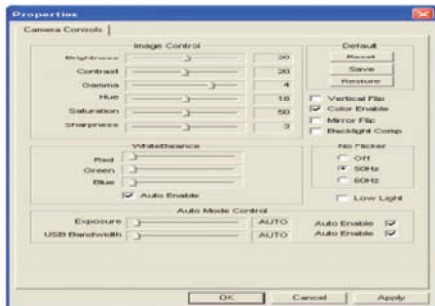 Properties
Camera Controls
Image Control
Brightness 20
Contrast 20
Gamma 4
Hue 18
Saturation 50
Sharpness 3
Default
Reset
Save
Restore
Vertical Flip
Color Enable
Mirror Flip
Backlight Comp
WhiteBalance
Red
Green
Blue
Auto Enable
No Flicker
Off
50Hz
60Hz
Low Light
Auto Mode Control
Exposure AUTO Auto Enable
USB Bandwidth AUTO Auto Enable
OK Cancel Apply